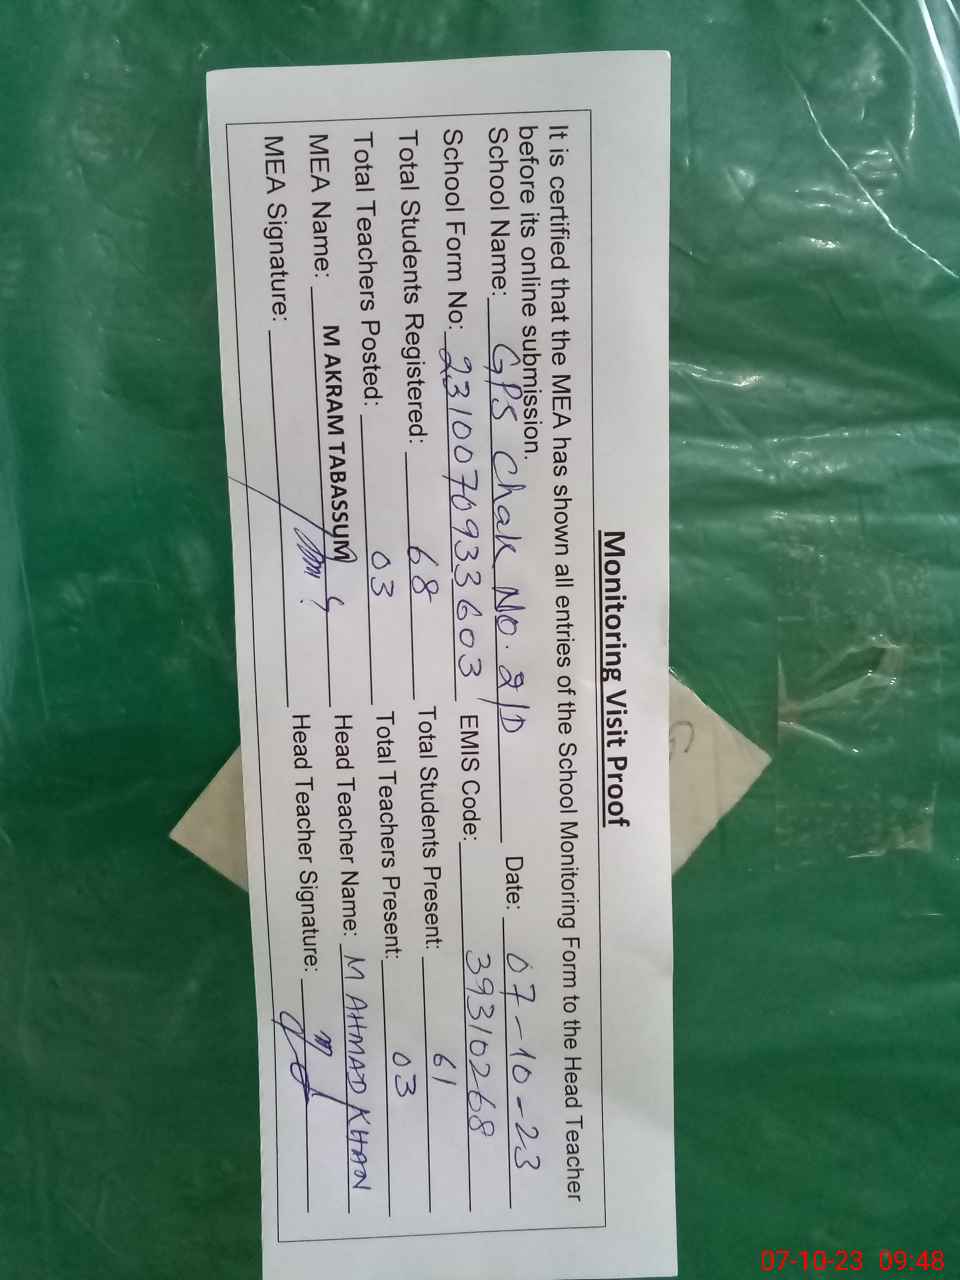 Monitoring Visit Proof
It is certified that the MEA has shown all entries of the School Monitoring Form to the Head Teacher
before its online submission.
School Name: GPS Chak No. 2/D Date: 07-10-23
School Form No: 2310070933603 EMIS Code: 39310268
Total Students Registered: 68 Total Students Present: 61
Total Teachers Posted: 03 Total Teachers Present: 03
MEA Name: M AKRAM TABASSUM Head Teacher Name: M AHMAD KHAN
MEA Signature: Head Teacher Signature:
07-10-23 09:48